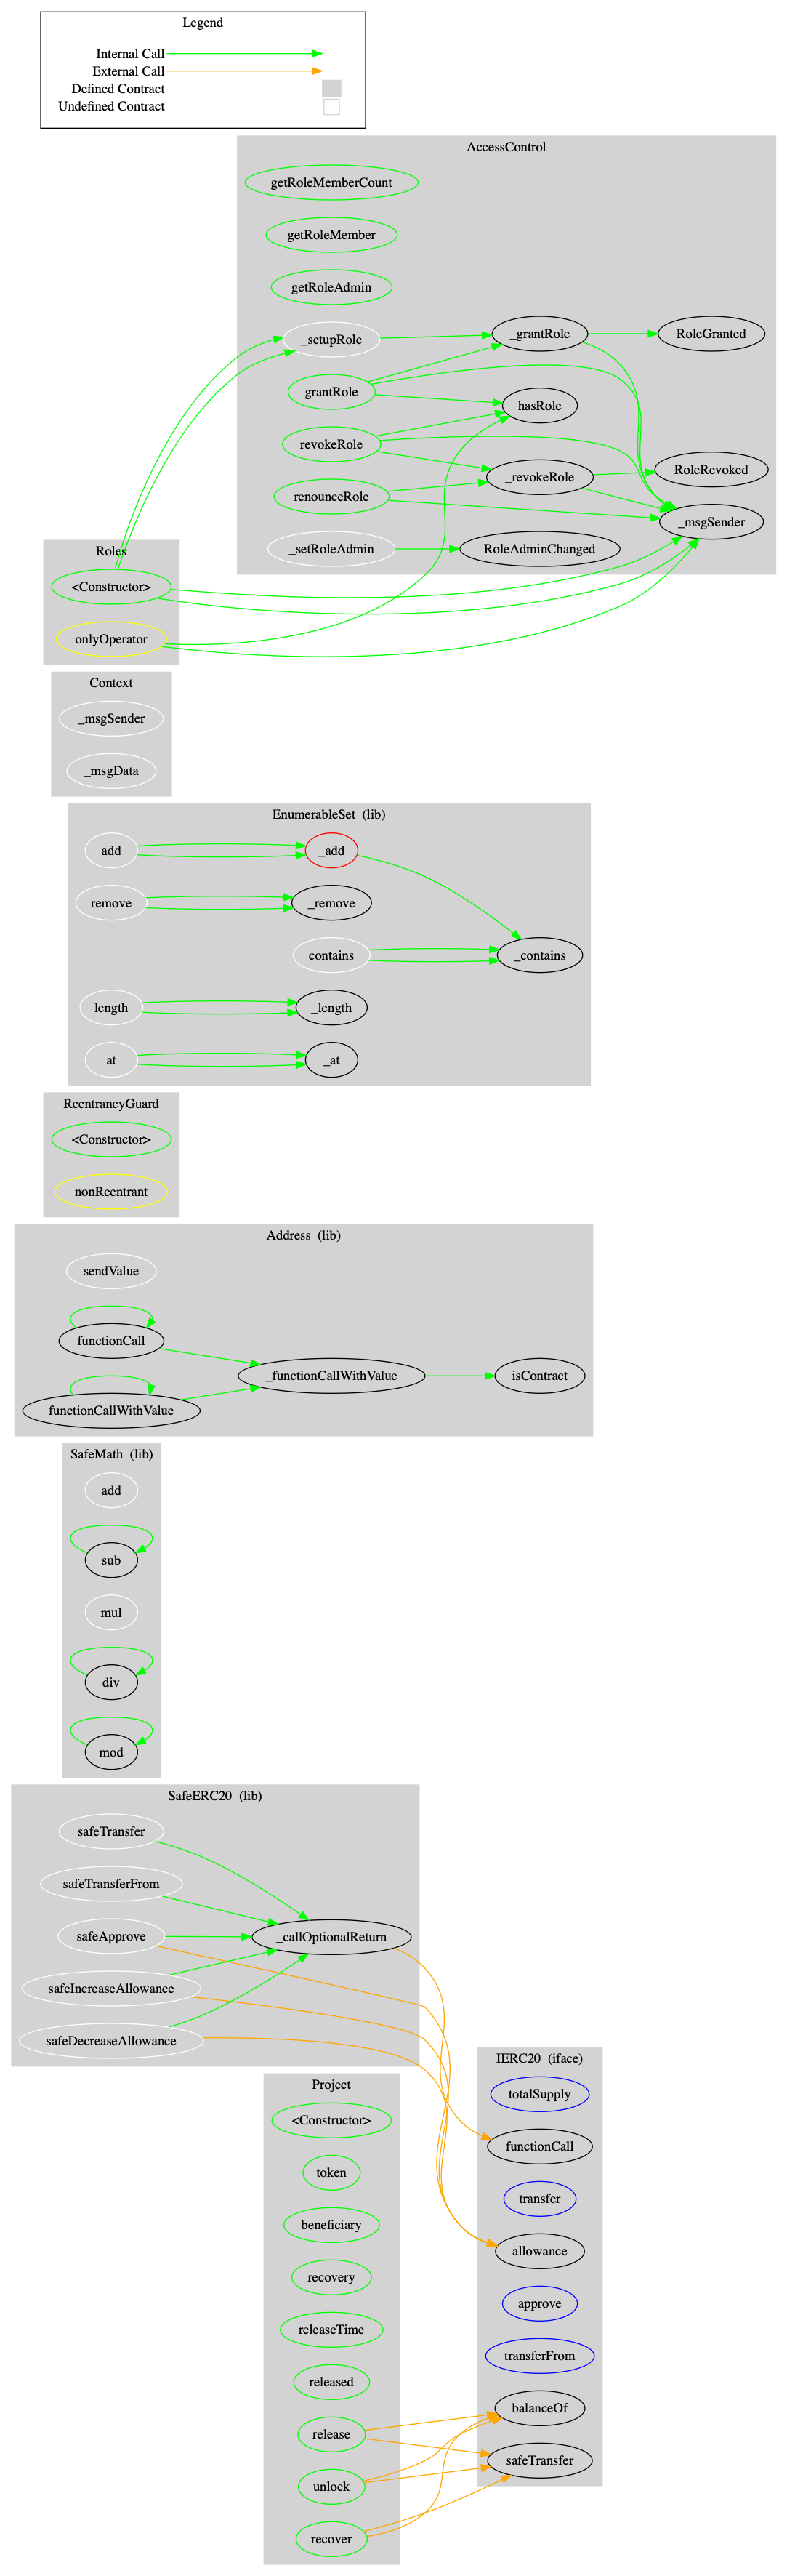 Legend
Internal Call
External Call
Defined Contract
Undefined Contract
AccessControl
getRoleMemberCount
getRoleMember
getRoleAdmin
_setupRole
_grantRole
RoleGranted
grantRole
hasRole
revokeRole
_revokeRole
RoleRevoked
renounceRole
_msgSender
_setRoleAdmin
RoleAdminChanged
Roles
<Constructor>
onlyOperator
Context
_msgSender
_msgData
EnumerableSet (lib)
add
_add
remove
_remove
contains
_contains
length
_length
at
_at
ReentrancyGuard
<Constructor>
nonReentrant
Address (lib)
sendValue
functionCall
_functionCallWithValue
isContract
functionCallWithValue
SafeMath (lib)
add
sub
mul
div
mod
SafeERC20 (lib)
safeTransfer
safeTransferFrom
safeApprove
_callOptionalReturn
safeIncreaseAllowance
safeDecreaseAllowance
IERC20 (iface)
totalSupply
functionCall
transfer
allowance
approve
transferFrom
balanceOf
safeTransfer
Project
<Constructor>
token
beneficiary
recovery
releaseTime
released
release
unlock
recover